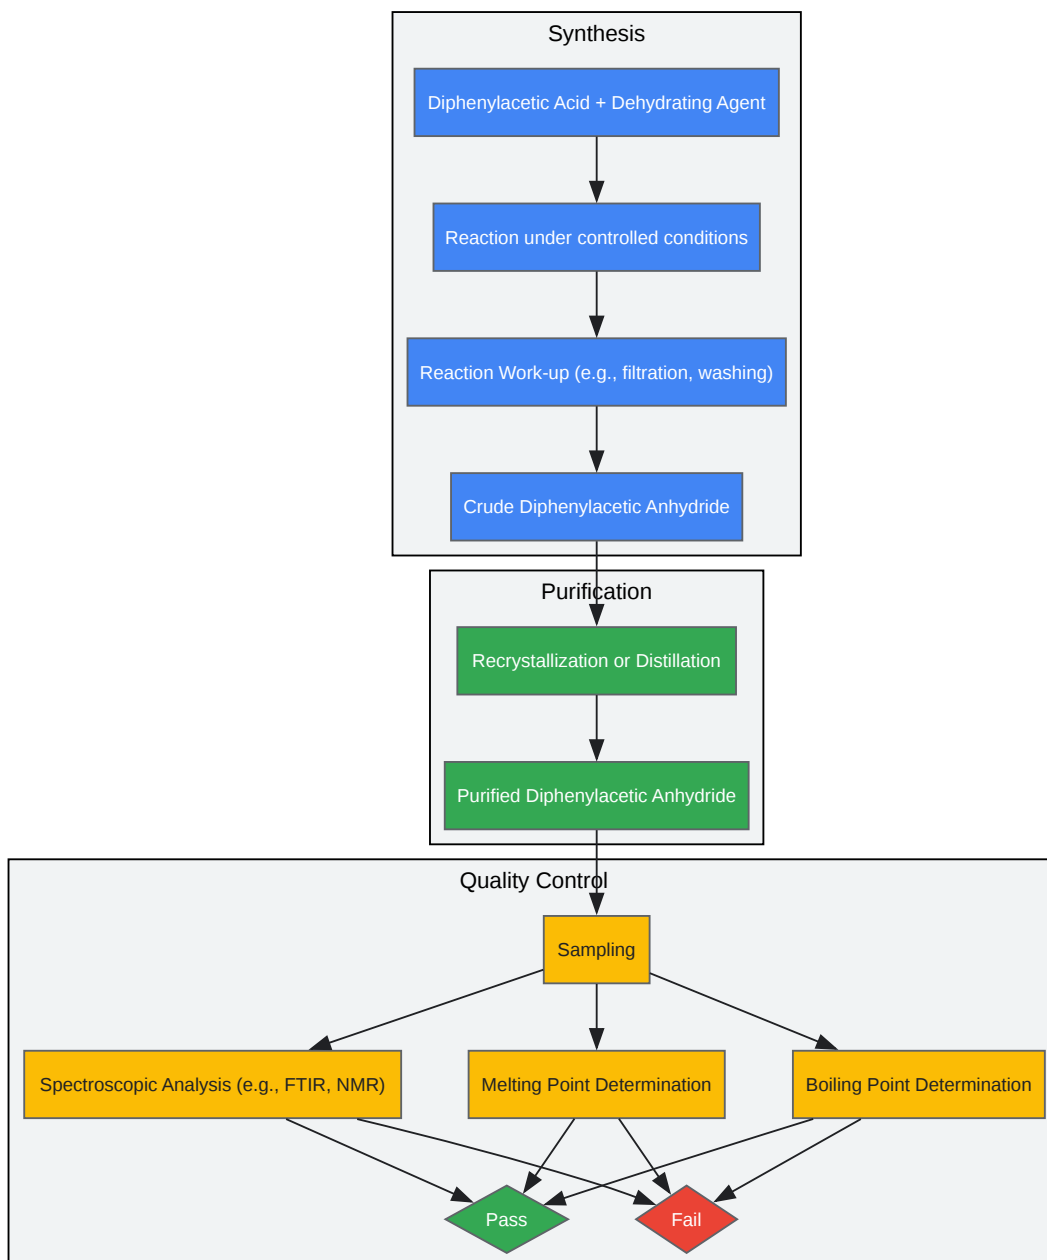 Synthesis
Diphenylacetic Acid + Dehydrating Agent
Reaction under controlled conditions
Reaction Work-up (e.g., filtration, washing)
Crude Diphenylacetic Anhydride
Purification
Recrystallization or Distillation
Purified Diphenylacetic Anhydride
Quality Control
Sampling
Spectroscopic Analysis (e.g., FTIR, NMR)
Melting Point Determination
Boiling Point Determination
Pass
Fail